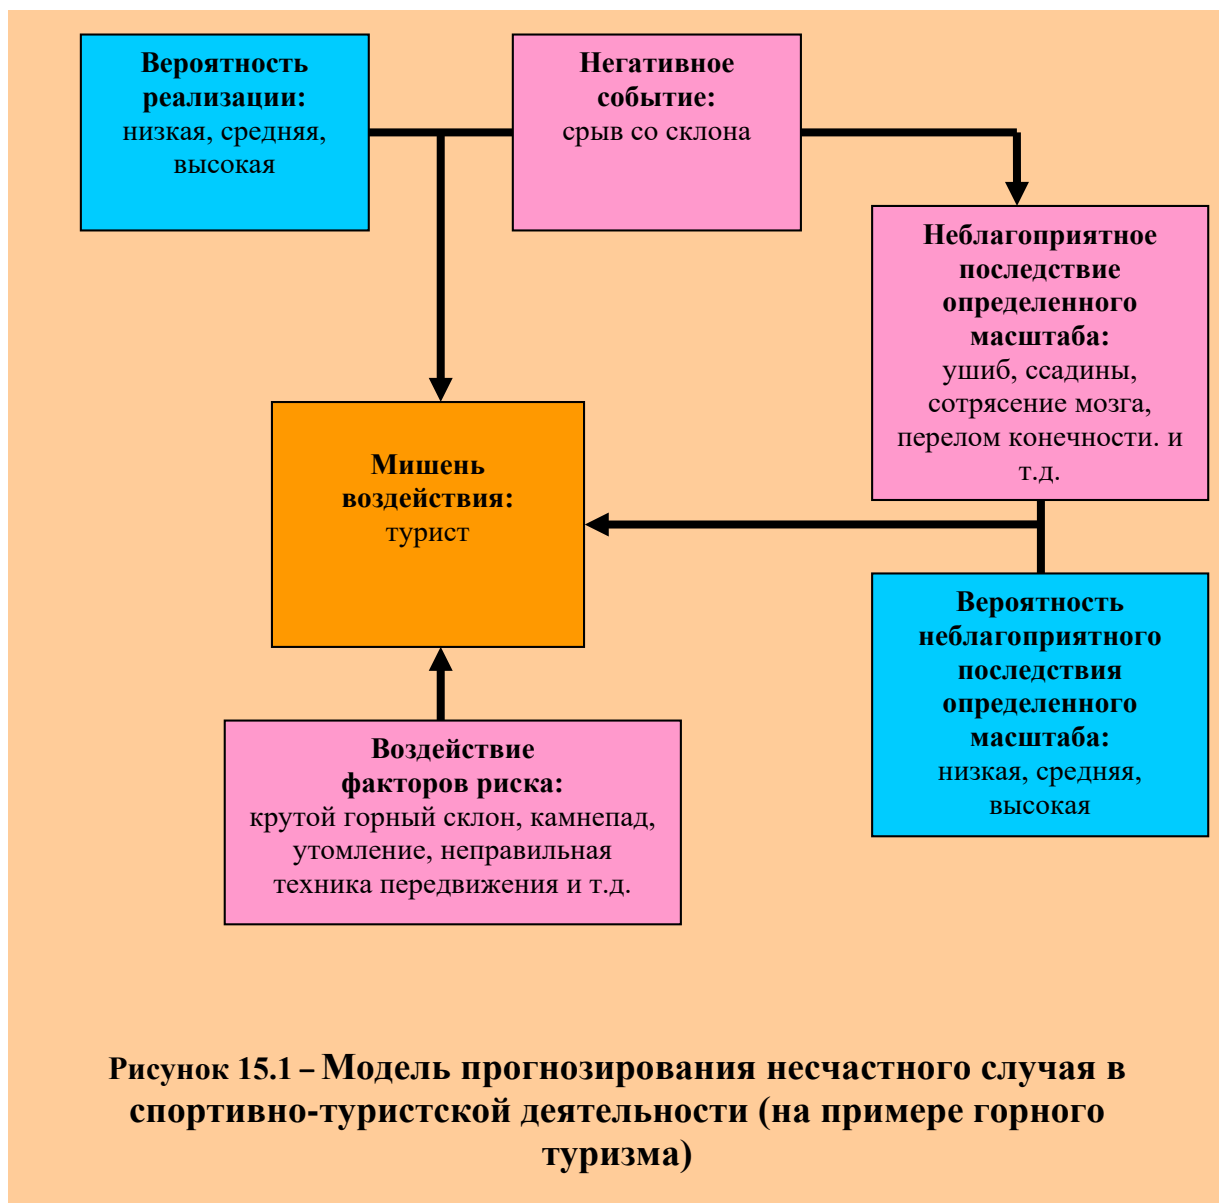 Вероятность
реализации:
низкая, средняя,
высокая
Негативное
событие:
срыв со склона
Неблагоприятное
последствие
определенного
масштаба:
ушиб, ссадины,
сотрясение мозга,
перелом конечности. и
т.д.
Мишень
воздействия:
турист
Вероятность
неблагоприятного
последствия
определенного
масштаба:
низкая, средняя,
высокая
Воздействие
факторов риска:
крутой горный склон, камнепад,
утомление, неправильная
техника передвижения и т.д.
Рисунок 15.1 – Модель прогнозирования несчастного случая в
спортивно-туристской деятельности (на примере горного
туризма)